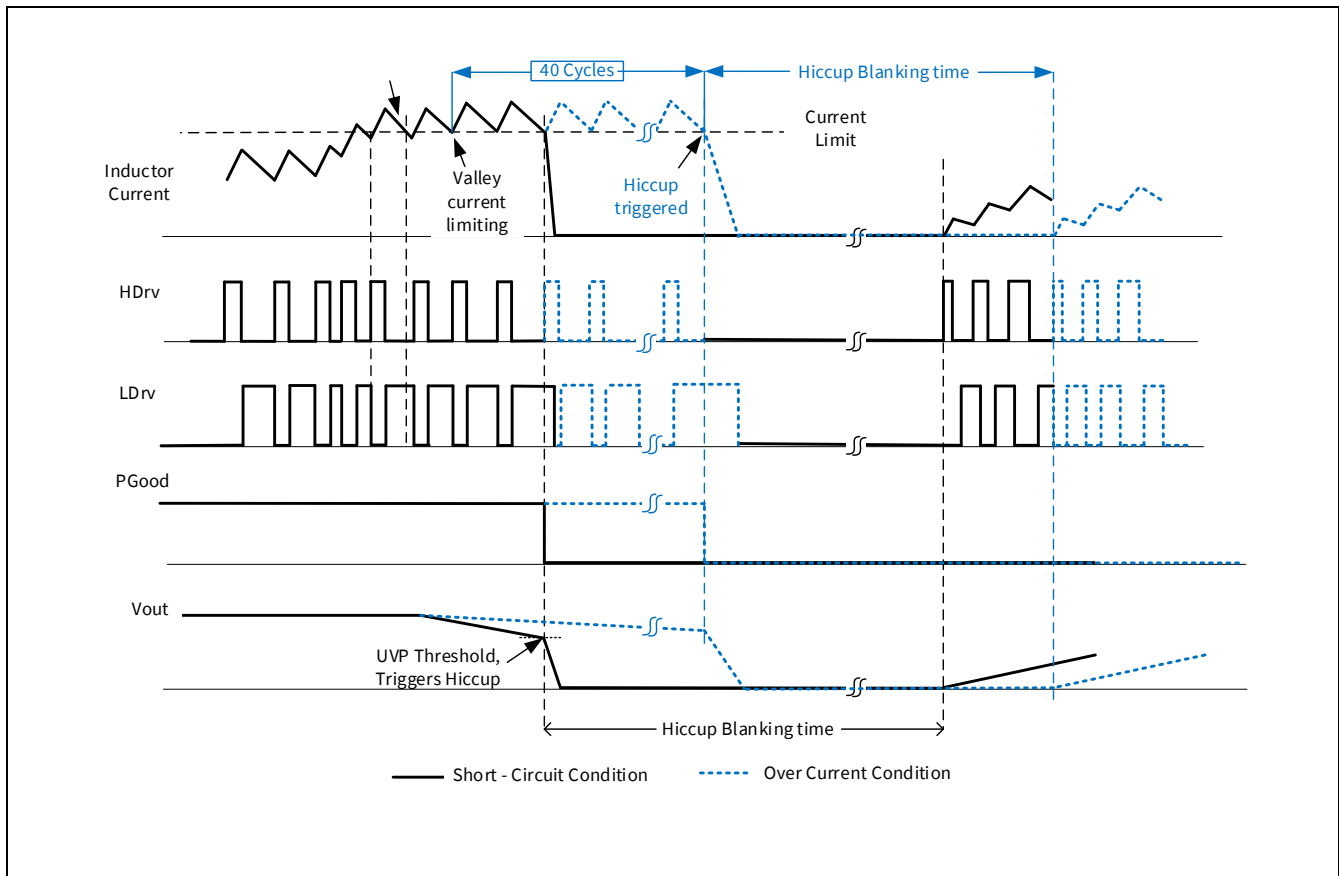 40 Cycles
Hiccup Blanking time
Current
Limit
Inductor
Current
Valley
current
limiting
Hiccup
triggered
HDrv
LDrv
PGood
Vout
UVP Threshold,
Triggers Hiccup
Hiccup Blanking time
Short - Circuit Condition
Over Current Condition